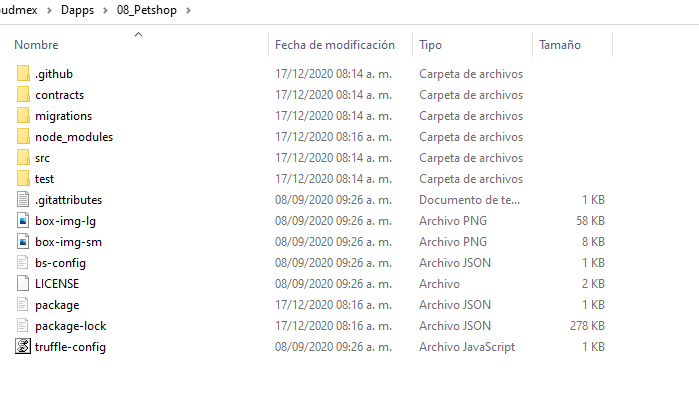 udmex > Dapps > 08_Petshop >
Nombre Fecha de modificación Tipo Tamaño
.github 17/12/2020 08:14 a. m. Carpeta de archivos
contracts 17/12/2020 08:14 a. m. Carpeta de archivos
migrations 17/12/2020 08:14 a. m. Carpeta de archivos
node_modules 17/12/2020 08:16 a. m. Carpeta de archivos
src 17/12/2020 08:14 a. m. Carpeta de archivos
test 17/12/2020 08:14 a. m. Carpeta de archivos
.gitattributes 08/09/2020 09:26 a. m. Documento de te... 1 KB
box-img-lg 08/09/2020 09:26 a. m. Archivo PNG 58 KB
box-img-sm 08/09/2020 09:26 a. m. Archivo PNG 8 KB
bs-config 08/09/2020 09:26 a. m. Archivo JSON 1 KB
LICENSE 08/09/2020 09:26 a. m. Archivo 2 KB
package 17/12/2020 08:16 a. m. Archivo JSON 1 KB
package-lock 17/12/2020 08:16 a. m. Archivo JSON 278 KB
truffle-config 08/09/2020 09:26 a. m. Archivo JavaScript 1 KB